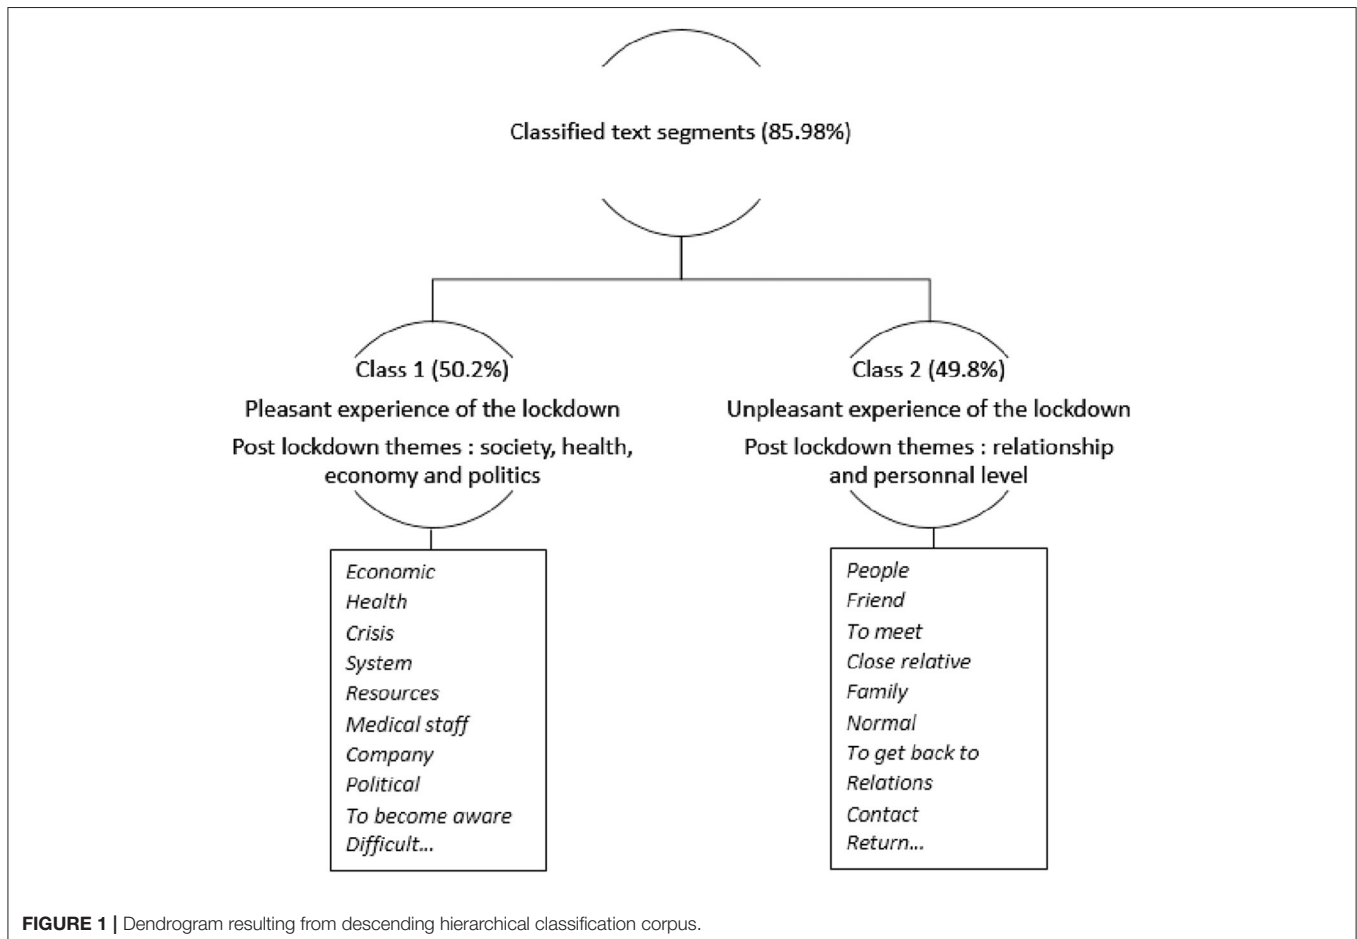 Classified text segments (85.98%)
Class 1 (50.2%)
Pleasant experience of the lockdown
Post lockdown themes : society, health,
economy and politics
Class 2 (49.8%)
Unpleasant experience of the lockdown
Post lockdown themes : relationship
and personnal level
Economic
Health
Crisis
System
Resources
Medical staff
Company
Political
To become aware
Difficult...
People
Friend
To meet
Close relative
Family
Normal
To get back to
Relations
Contact
Return...
FIGURE 1 | Dendrogram resulting from descending hierarchical classification corpus.